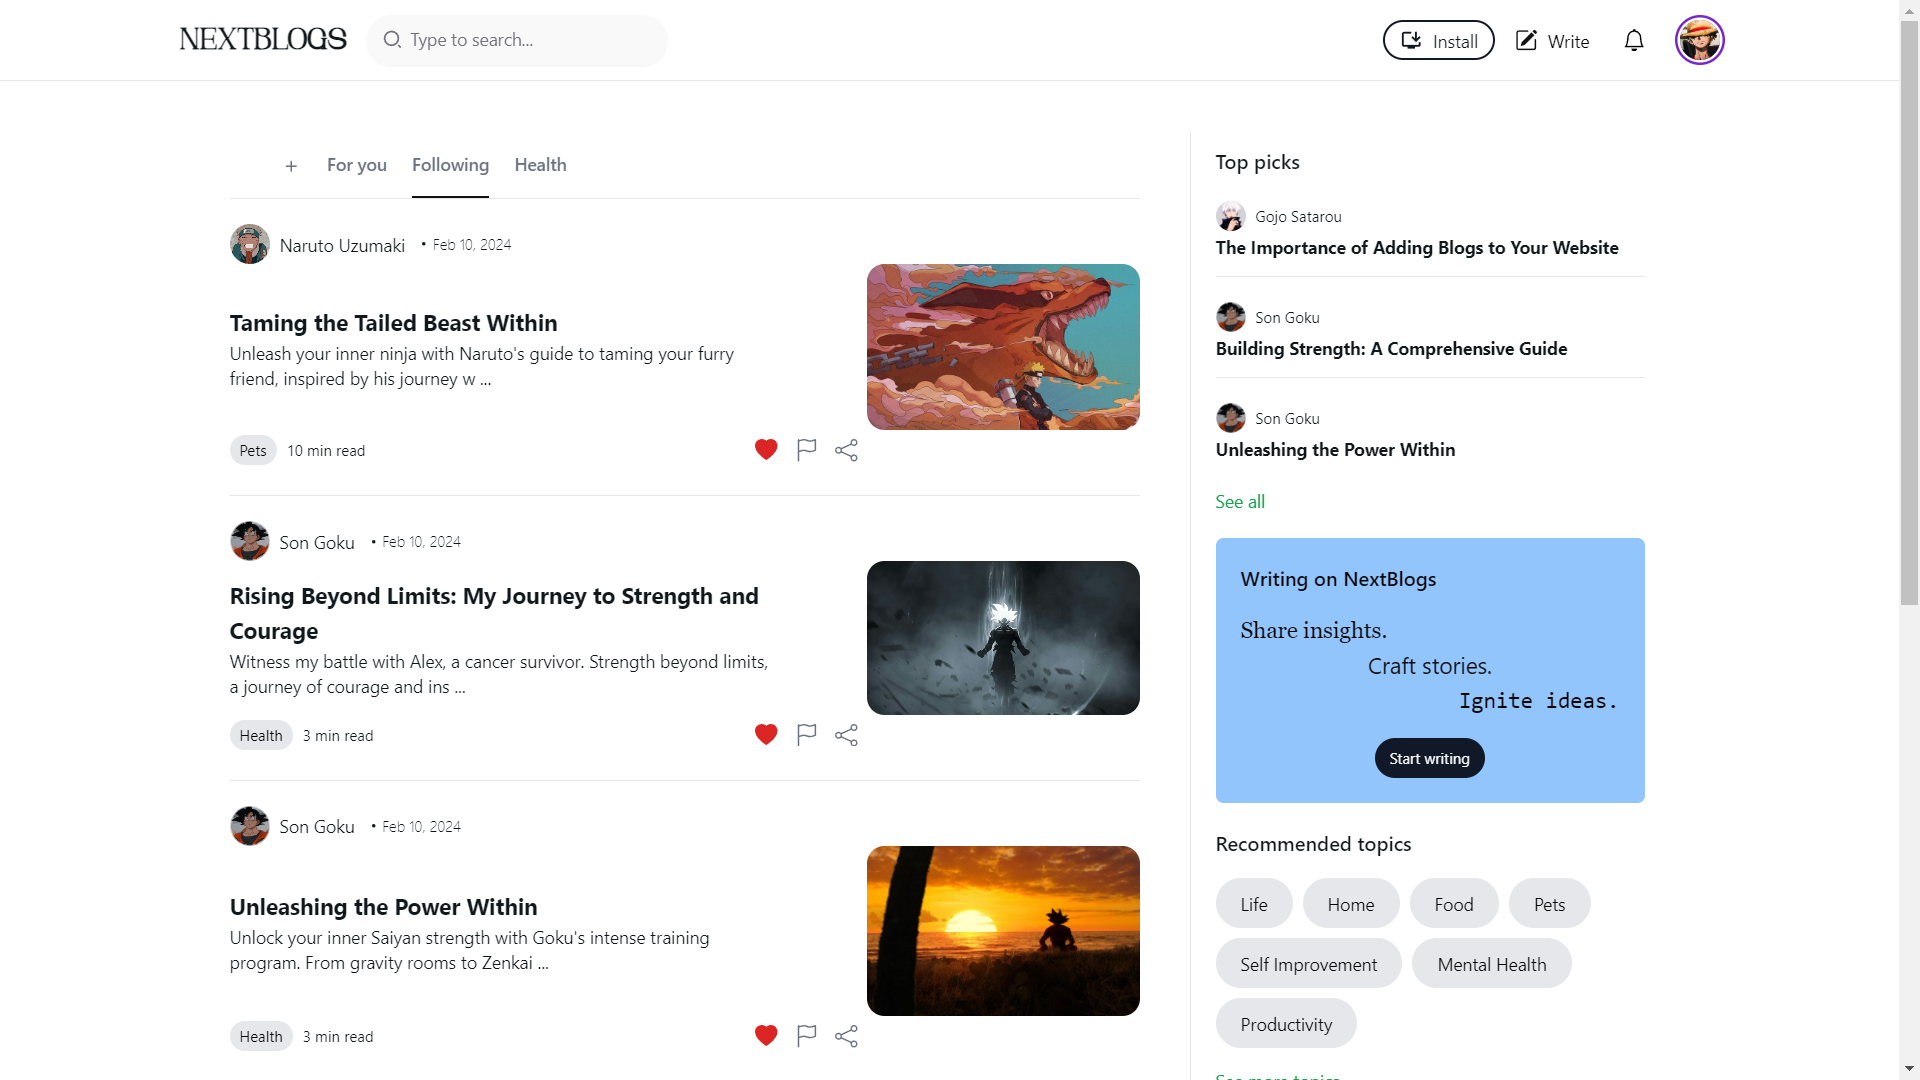 NEXTBLOGS
Type to search...
Install
Write
+ For you Following Health
Naruto Uzumaki • Feb 10, 2024
Taming the Tailed Beast Within
Unleash your inner ninja with Naruto's guide to taming your furry
friend, inspired by his journey w ...
Pets 10 min read
Son Goku • Feb 10, 2024
Rising Beyond Limits: My Journey to Strength and
Courage
Witness my battle with Alex, a cancer survivor. Strength beyond limits,
a journey of courage and ins ...
Health 3 min read
Son Goku • Feb 10, 2024
Unleashing the Power Within
Unlock your inner Saiyan strength with Goku's intense training
program. From gravity rooms to Zenkai ...
Health 3 min read
Top picks
Gojo Satarou
The Importance of Adding Blogs to Your Website
Son Goku
Building Strength: A Comprehensive Guide
Son Goku
Unleashing the Power Within
See all
Writing on NextBlogs
Share insights.
Craft stories.
Ignite ideas.
Start writing
Recommended topics
Life Home Food Pets
Self Improvement Mental Health
Productivity
See more topics